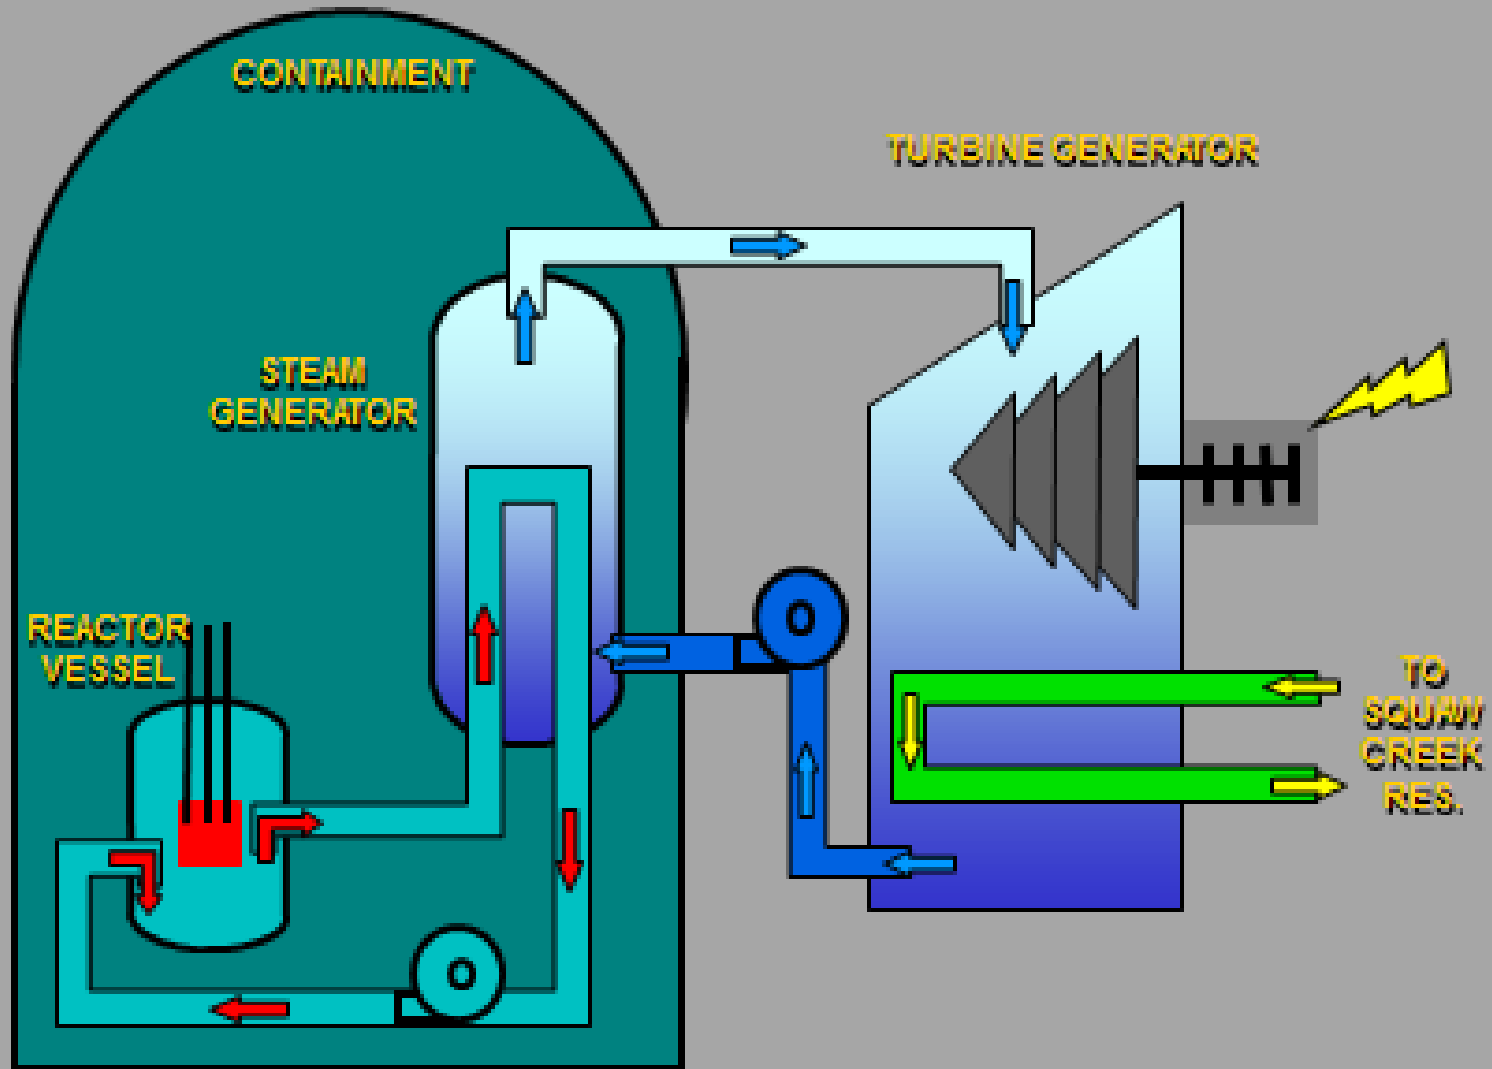 CONTAINMENT
TURBINE GENERATOR
STEAM
GENERATOR
REACTOR
VESSEL
TO
SQUAW
CREEK
RES.